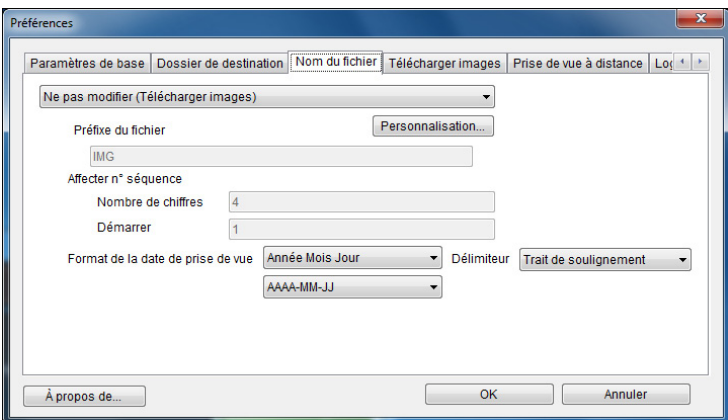 Préférences
Paramètres de base Dossier de destination Nom du fichier Télécharger images Prise de vue à distance
Ne pas modifier (Télécharger images)
Préfixe du fichier Personnalisation...
IMG
Affecter n° séquence
Nombre de chiffres 4
Démarrer 1
Format de la date de prise de vue Année Mois Jour Délimiteur Trait de soulignement
AAAA-MM-JJ
À propos de... OK Annuler